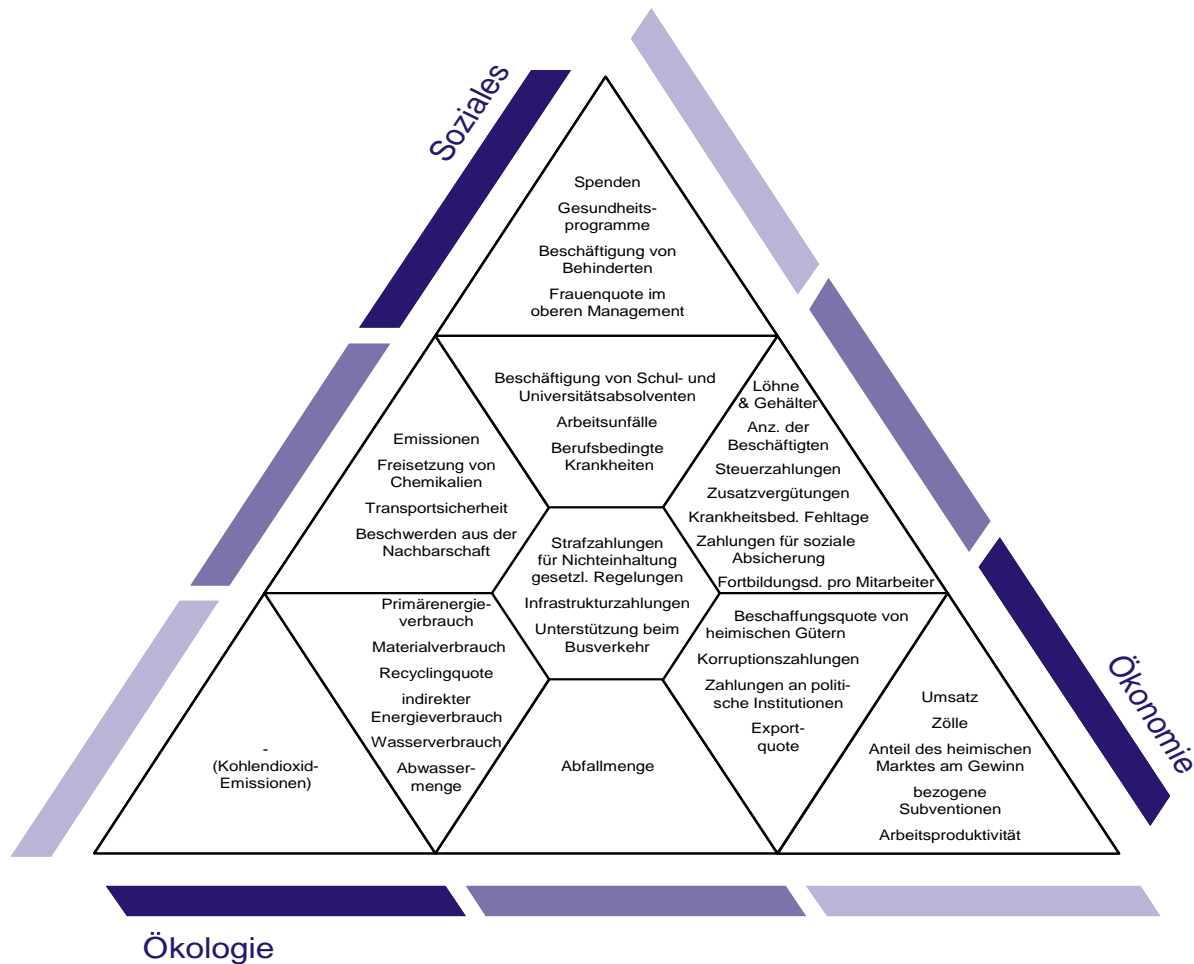 Soziales
Spenden
Gesundheits-
programme
Beschäftigung von
Behinderten
Frauenquote im
oberen Management
Beschäftigung von Schul- und
Universitätsabsolventen
Arbeitsunfälle
Berufsbedingte
Krankheiten
Löhne
& Gehälter
Anz. der
Beschäftigten
Steuerzahlungen
Zusatzvergütungen
Krankheitsbed. Fehltage
Zahlungen für soziale
Absicherung
Fortbildungsd. pro Mitarbeiter
Emissionen
Freisetzung von
Chemikalien
Transportsicherheit
Beschwerden aus der
Nachbarschaft
Strafzahlungen
für Nichteinhaltung
gesetzl. Regelungen
Infrastrukturzahlungen
Unterstützung beim
Busverkehr
Primärenergie-
verbrauch
Materialverbrauch
Recyclingquote
indirekter
Energieverbrauch
Wasserverbrauch
Abwasser-
menge
Beschaffungsquote von
heimischen Gütern
Korruptionszahlungen
Zahlungen an politi-
sche Institutionen
Export-
quote
-
(Kohlendioxid-
Emissionen)
Abfallmenge
Umsatz
Zölle
Anteil des heimischen
Marktes am Gewinn
bezogene
Subventionen
Arbeitsproduktivität
Ökonomie
Ökologie